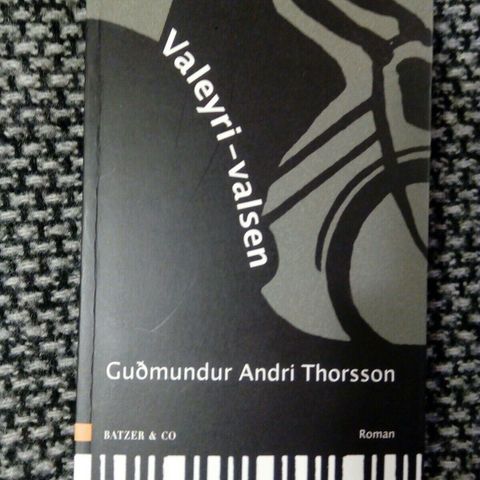 Valeyri–valsen
Guðmundur Andri Thorsson
BATZER & CO
Roman